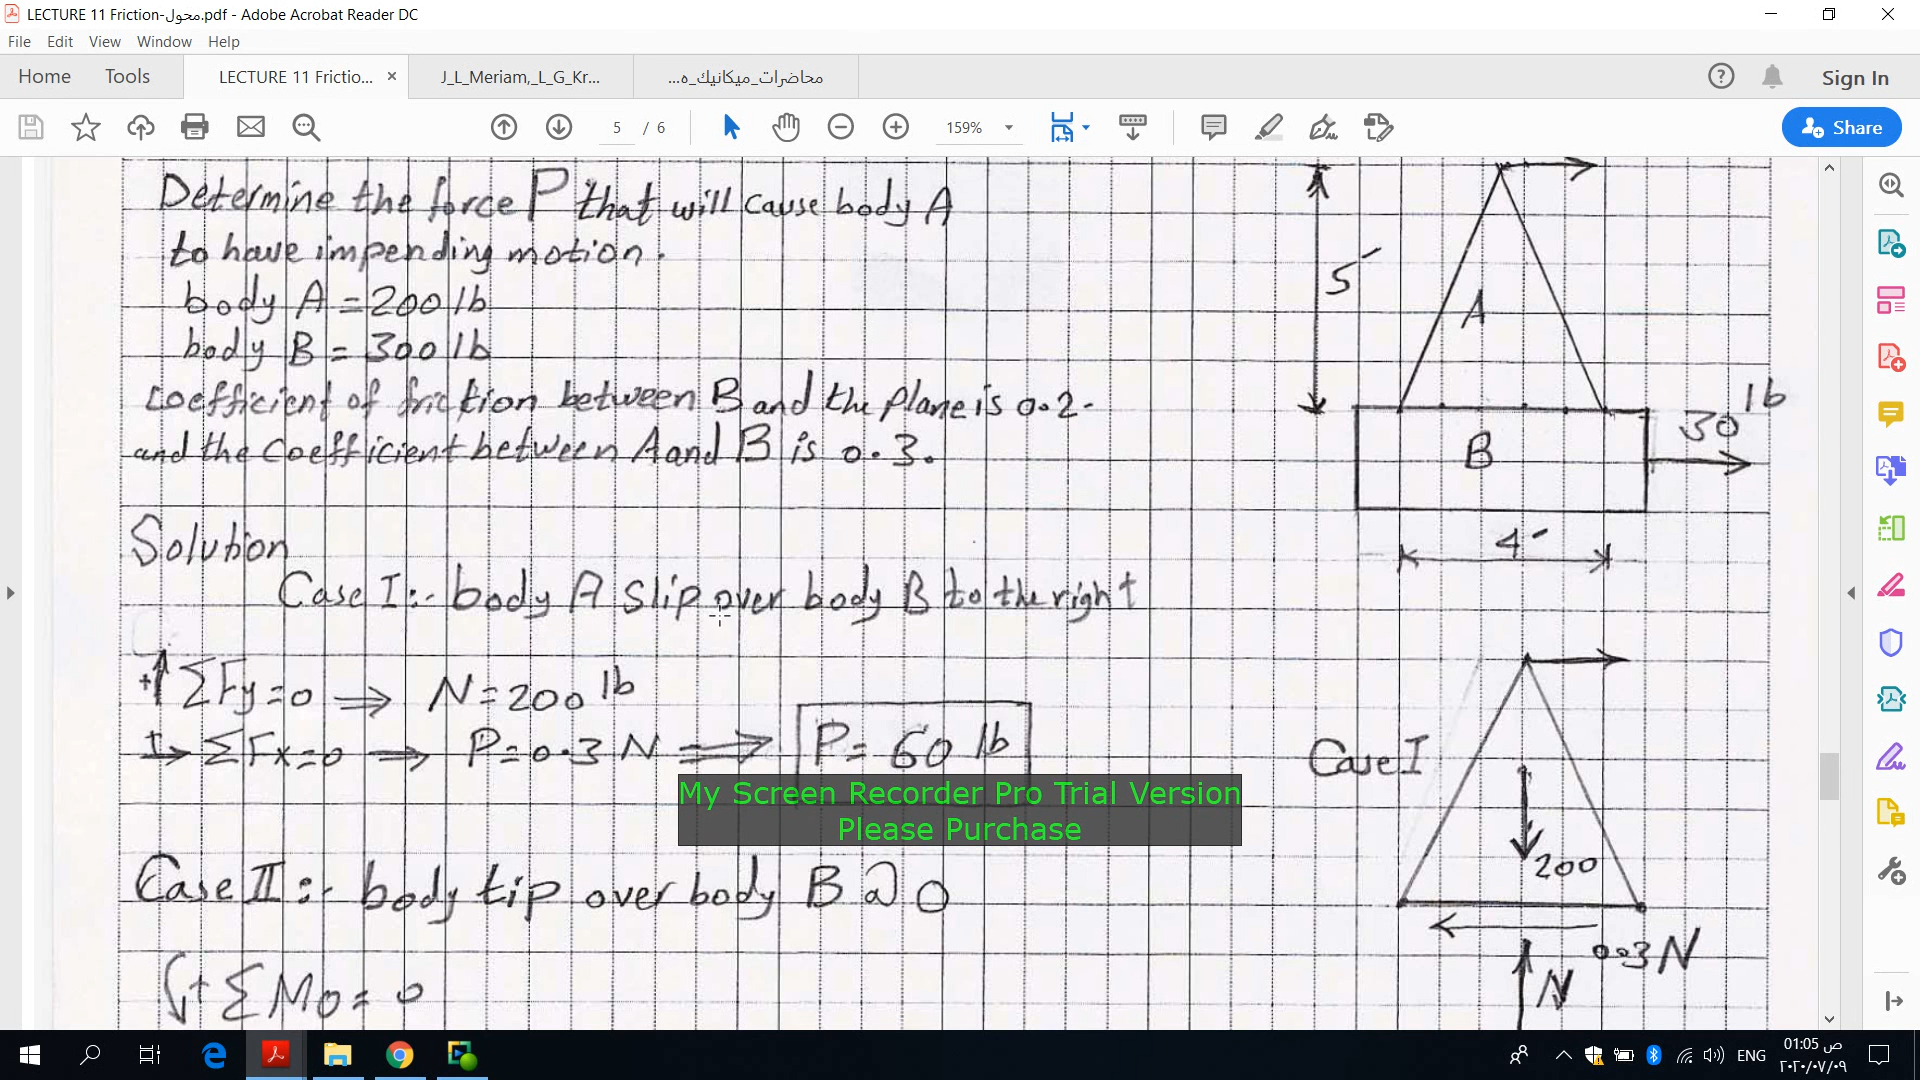 LECTURE 11 Friction-محول.pdf - Adobe Acrobat Reader DC
File Edit View Window Help
Home Tools LECTURE 11 Frictio... × J_L_Meriam,_L_G_Kr... محاضرات_ميكانيك_ه... Sign In
5 / 6 159% Share
Determine the force P that will cause body A
to have impending motion.
body A = 200 lb
body B = 300 lb
coefficient of friction between B and the plane is 0.2.
and the coefficient between A and B is 0.3.
5'
A
B
30 lb
4'
Solution
Case I:- body A slip over body B to the right
+ ΣFy=0 ⇒ N=200 lb
+ ΣFx=0 ⇒ P=0.3 N ⇒ P= 60 lb
Case I
200
0.3 N
N
My Screen Recorder Pro Trial Version
Please Purchase
Case II:- body tip over body B @ O
+ ΣMo= 0
ENG
01:05 ص
٢٠٢٠/٠٧/٠٩